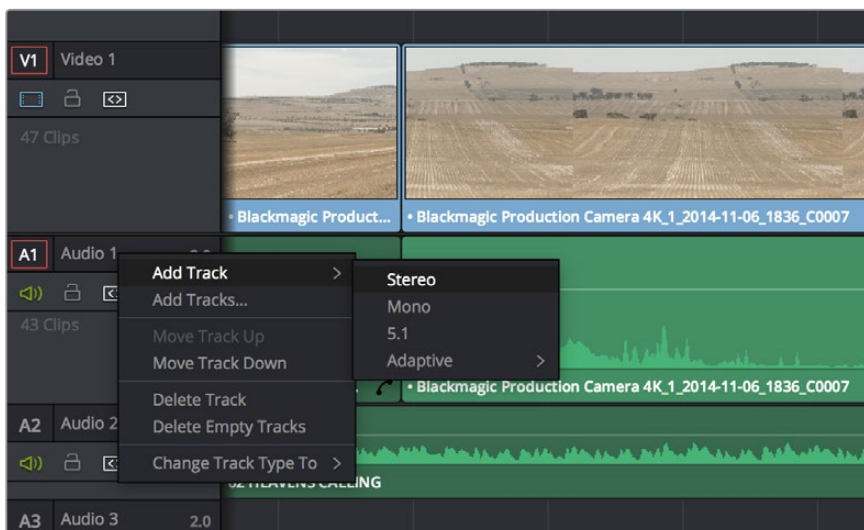 V1 Video 1
47 Clips
• Blackmagic Product...
• Blackmagic Production Camera 4K_1_2014-11-06_1836_C0007
A1 Audio 1
43 Clips
Add Track >
Add Tracks...
Move Track Up
Move Track Down
Delete Track
Delete Empty Tracks
Change Track Type To >
Stereo
Mono
5.1
Adaptive >
• Blackmagic Production Camera 4K_1_2014-11-06_1836_C0007
A2 Audio 2
HEAVENS CALLING
A3 Audio 3 2.0